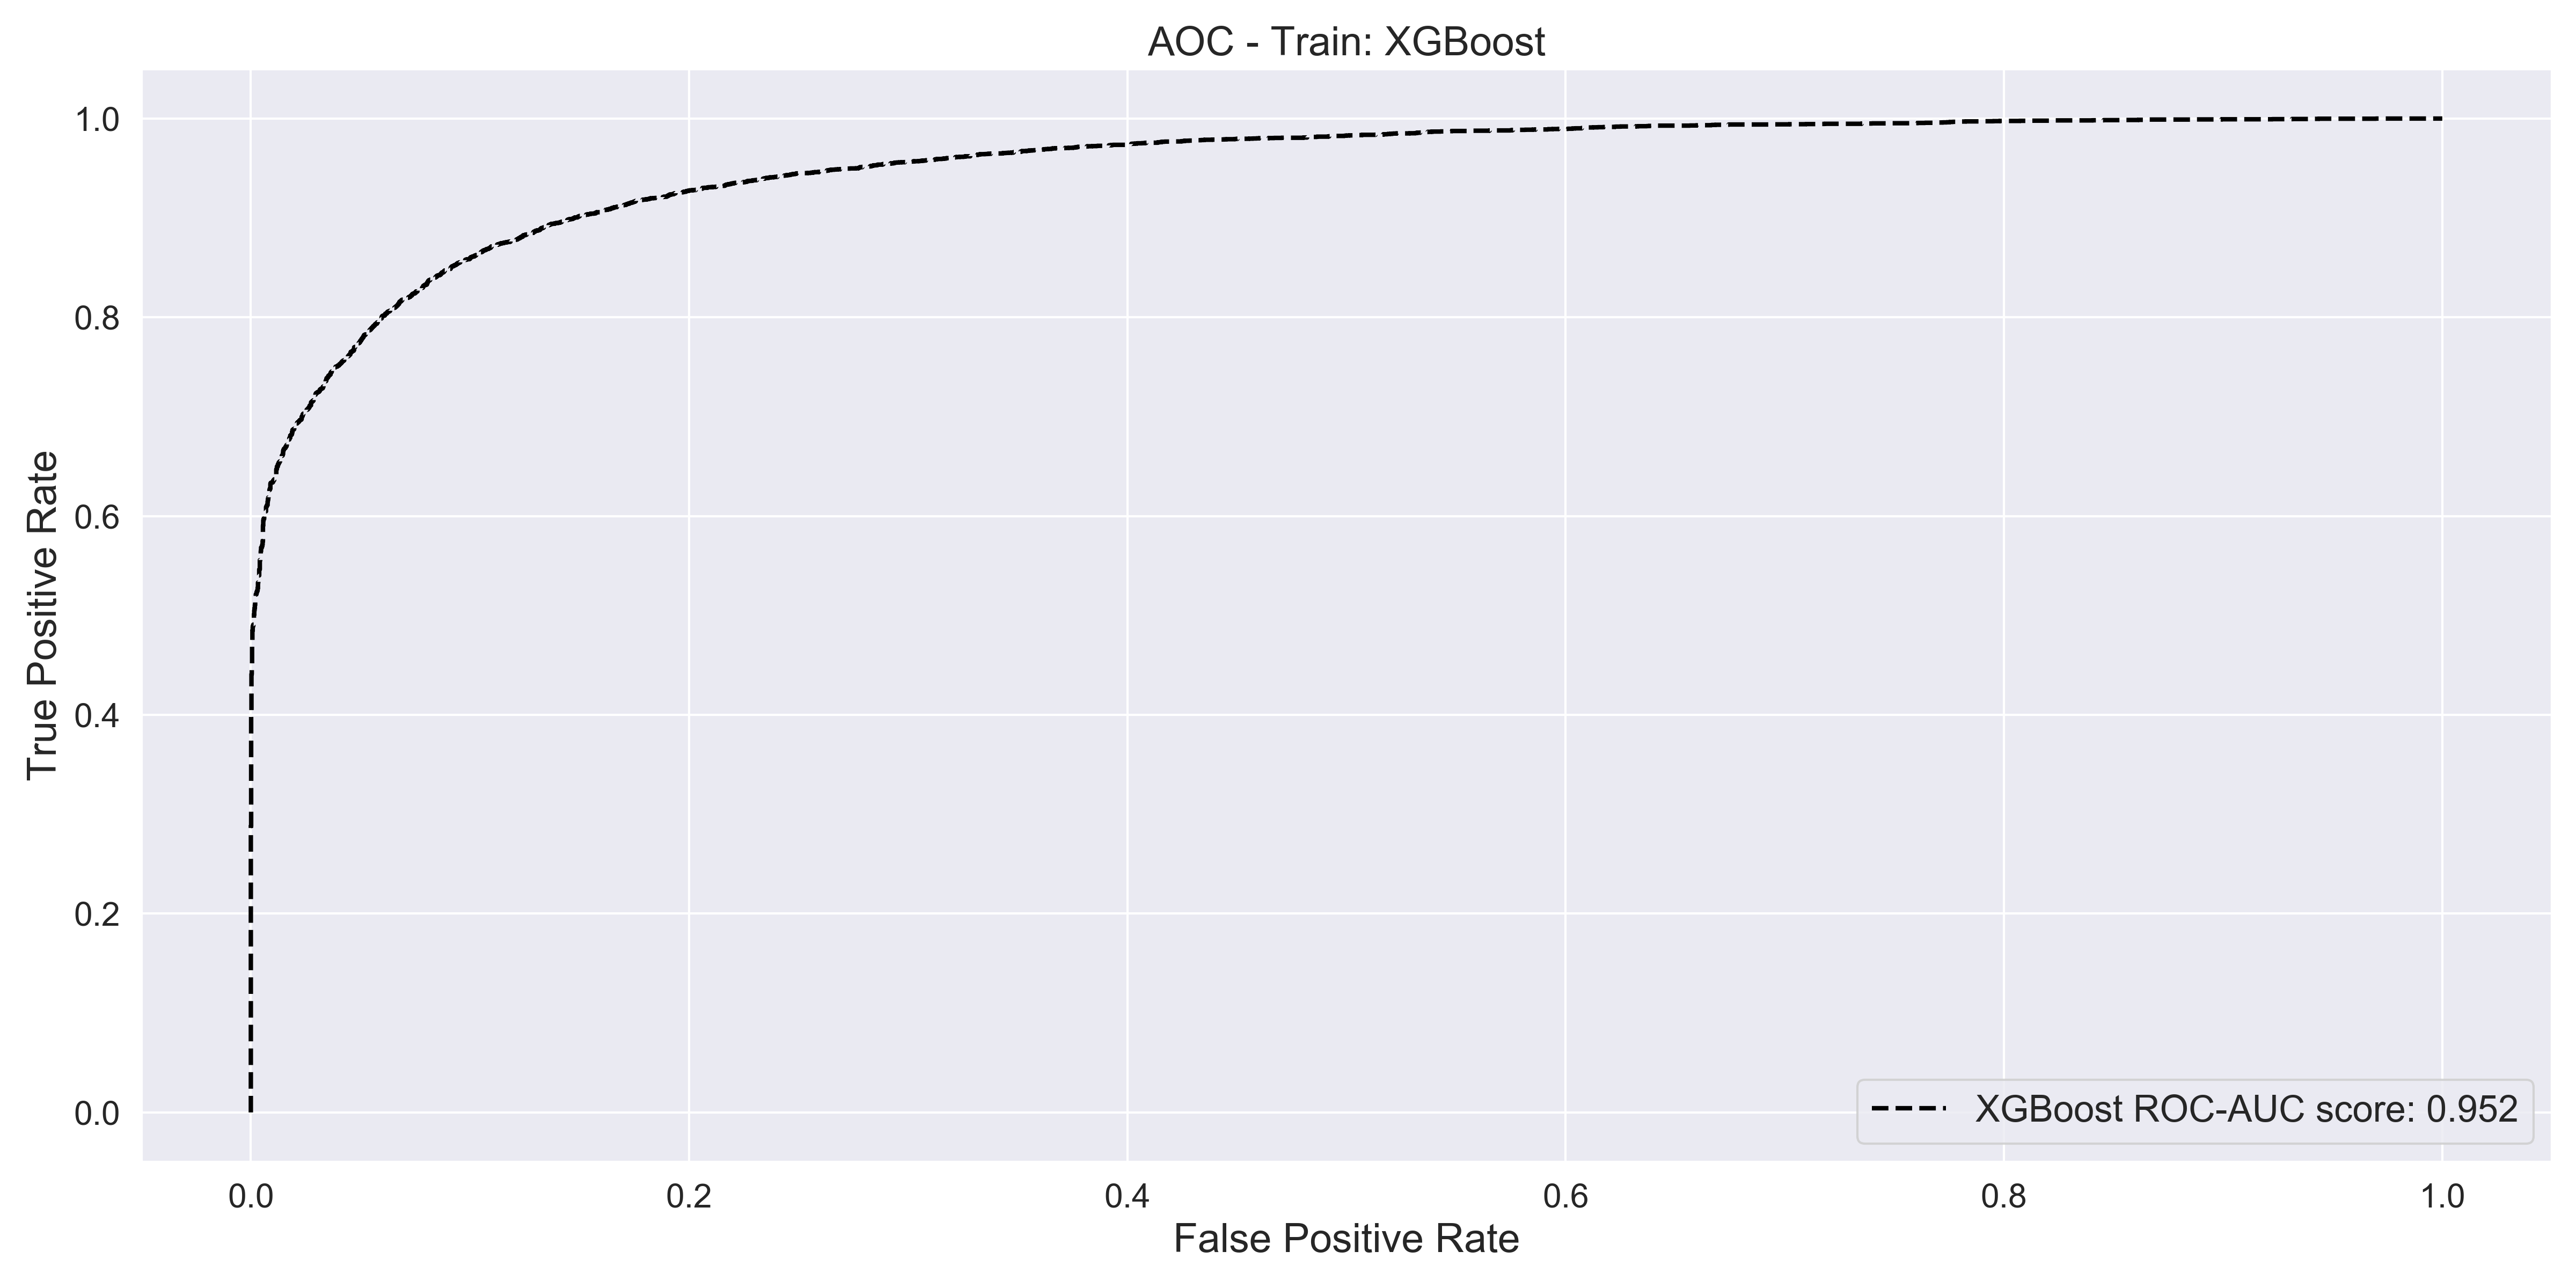 AOC - Train: XGBoost
True Positive Rate
1.0
0.8
0.6
0.4
0.2
0.0
XGBoost ROC-AUC score: 0.952
0.0 0.2 0.4 0.6 0.8 1.0
False Positive Rate